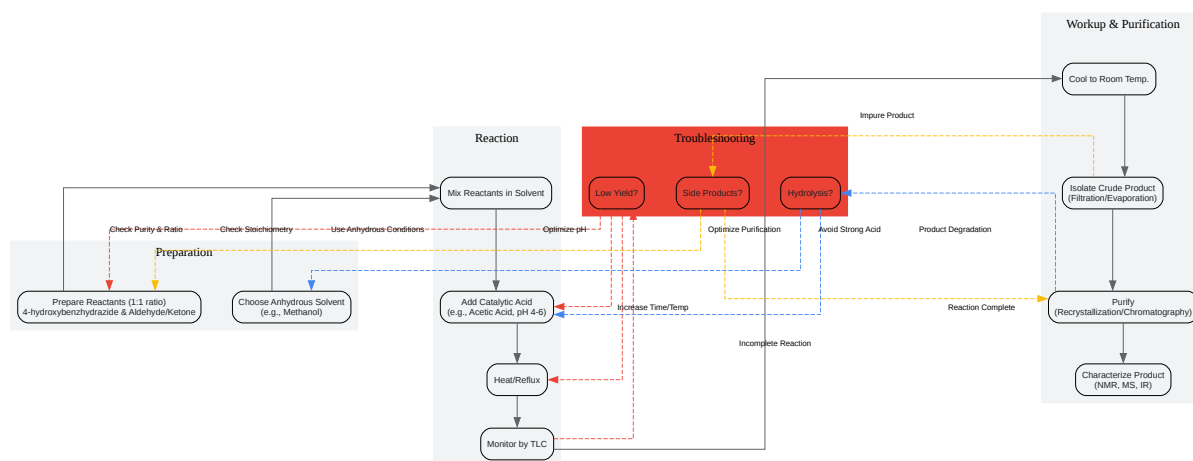 Workup & Purification
Cool to Room Temp.
Impure Product
Reaction
Troubleshooting
Mix Reactants in Solvent
Low Yield?
Side Products?
Hydrolysis?
Isolate Crude Product
(Filtration/Evaporation)
Check Purity & Ratio
Check Stoichiometry
Use Anhydrous Conditions
Optimize pH
Optimize Purification
Avoid Strong Acid
Product Degradation
Preparation
Prepare Reactants (1:1 ratio)
4-hydroxybenzhydrazide & Aldehyde/Ketone
Choose Anhydrous Solvent
(e.g., Methanol)
Add Catalytic Acid
(e.g., Acetic Acid, pH 4-6)
Increase Time/Temp
Reaction Complete
Purify
(Recrystallization/Chromatography)
Incomplete Reaction
Heat/Reflux
Characterize Product
(NMR, MS, IR)
Monitor by TLC